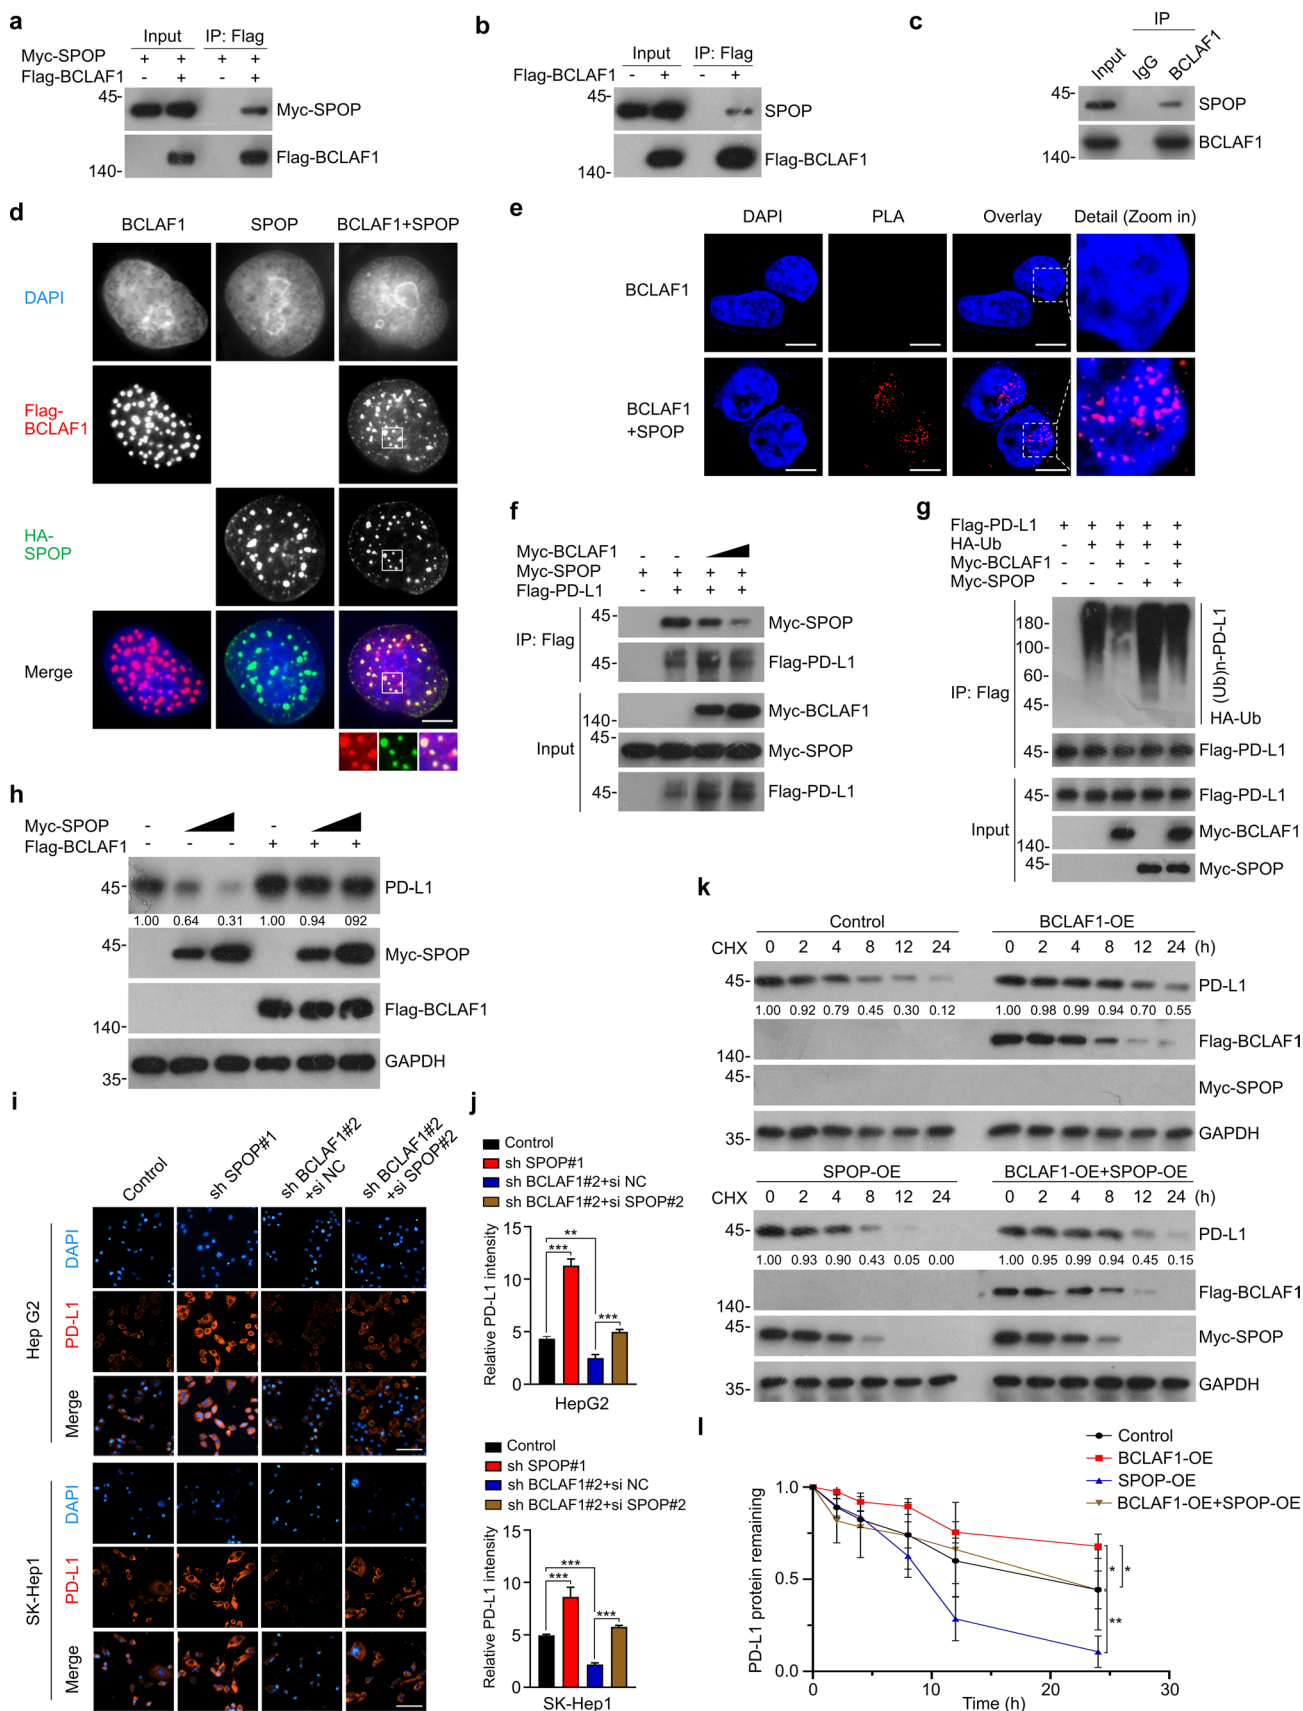 a
Input IP: Flag
Myc-SPOP + + + +
Flag-BCLAF1 - + - +
45-
Myc-SPOP
Flag-BCLAF1
140-
b
Input IP: Flag
Flag-BCLAF1 - + - +
45-
SPOP
Flag-BCLAF1
140-
c
IP
Input IgG BCLAF1
45-
SPOP
BCLAF1
140-
d
BCLAF1 SPOP BCLAF1+SPOP
DAPI
Flag-
BCLAF1
HA-
SPOP
Merge
e
DAPI PLA Overlay Detail (Zoom in)
BCLAF1
BCLAF1
+SPOP
f
Myc-BCLAF1 - -
Myc-SPOP + + + +
Flag-PD-L1 - + + +
IP: Flag
45- Myc-SPOP
45- Flag-PD-L1
Input
140- Myc-BCLAF1
45- Myc-SPOP
45- Flag-PD-L1
g
Flag-PD-L1 + + + + +
HA-Ub - + + + +
Myc-BCLAF1 - - + - +
Myc-SPOP - - - + +
IP: Flag
180-
100-
60-
45-
(Ub)n-PD-L1
HA-Ub
45- Flag-PD-L1
Input
45- Flag-PD-L1
Myc-BCLAF1
140-
45- Myc-SPOP
h
Myc-SPOP - -
Flag-BCLAF1 - - - + + +
45- PD-L1
1.00 0.64 0.31 1.00 0.94 092
45- Myc-SPOP
Flag-BCLAF1
140-
GAPDH
35-
i
Control
sh SPOP#1
sh BCLAF1#2
+si NC
sh BCLAF1#2
+si SPOP#2
Hep G2
DAPI
PD-L1
Merge
SK-Hep1
DAPI
PD-L1
Merge
j
Control
sh SPOP#1
sh BCLAF1#2+si NC
sh BCLAF1#2+si SPOP#2
Relative PD-L1 intensity
15
10
5
0
**
***
***
HepG2
Control
sh SPOP#1
sh BCLAF1#2+si NC
sh BCLAF1#2+si SPOP#2
Relative PD-L1 intensity
15
10
5
0
***
***
***
SK-Hep1
k
Control BCLAF1-OE
CHX 0 2 4 8 12 24 0 2 4 8 12 24 (h)
45- PD-L1
1.00 0.92 0.79 0.45 0.30 0.12 1.00 0.98 0.99 0.94 0.70 0.55
Flag-BCLAF1
140-
45-
Myc-SPOP
GAPDH
35-
SPOP-OE BCLAF1-OE+SPOP-OE
CHX 0 2 4 8 12 24 0 2 4 8 12 24 (h)
45- PD-L1
1.00 0.93 0.90 0.43 0.05 0.00 1.00 0.95 0.99 0.94 0.45 0.15
Flag-BCLAF1
140-
45- Myc-SPOP
GAPDH
35-
l
Control
BCLAF1-OE
SPOP-OE
BCLAF1-OE+SPOP-OE
PD-L1 protein remaining
1.0
0.5
0.0
* *
**
0 10 20 30
Time (h)